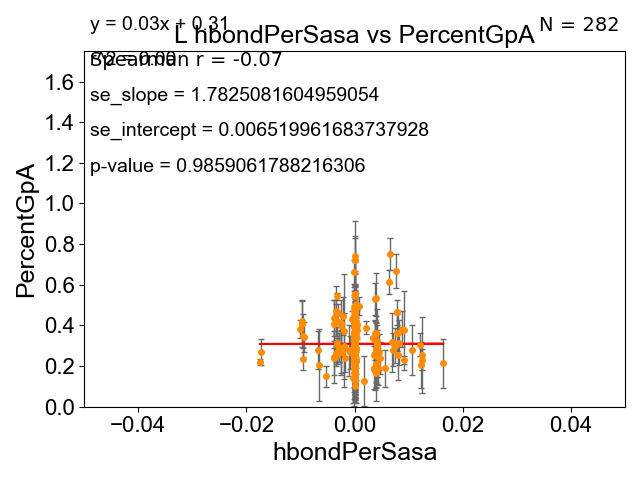 y = 0.03x + 0.31
N = 282
L hbondPerSasa vs PercentGpA
Spearman r = -0.07
se_slope = 1.7825081604959054
se_intercept = 0.006519961683737928
p-value = 0.9859061788216306
PercentGpA
1.6
1.4
1.2
1.0
0.8
0.6
0.4
0.2
0.0
−0.04
−0.02
0.00
0.02
0.04
hbondPerSasa